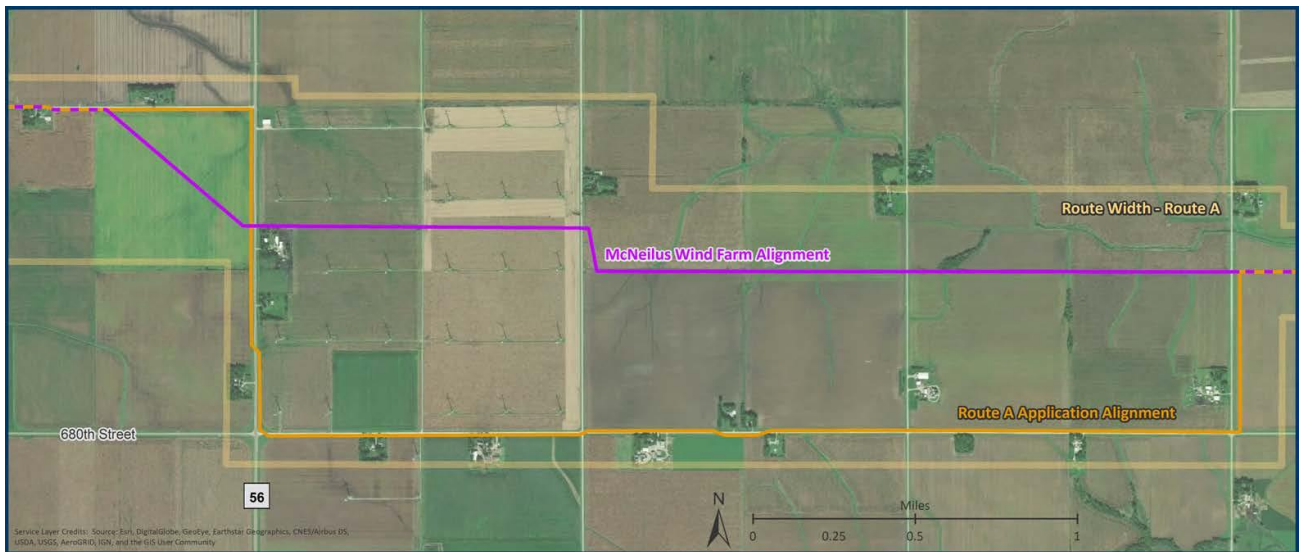 Route Width - Route A
McNeilus Wind Farm Alignment
Route A Application Alignment
680th Street
56
N
Miles
0
0.25
0.5
1
Service Layer Credits: Source: Esri, DigitalGlobe, GeoEye, Earthstar Geographics, CNES/Airbus DS,
USDA, USGS, AeroGRID, IGN, and the GIS User Community